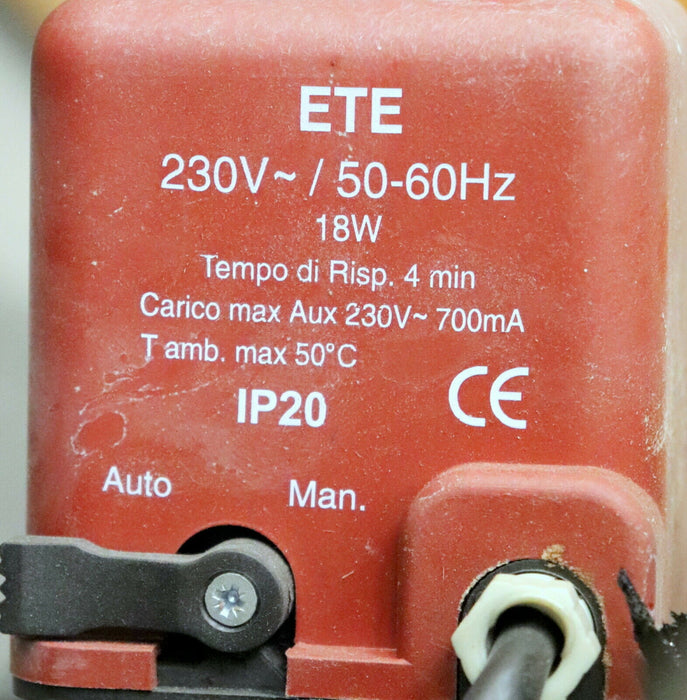 ETE
230V~ / 50-60Hz
18W
Tempo di Risp. 4 min
Carico max Aux 230V~ 700mA
T amb. max 50°C
IP20 CE
Auto Man.